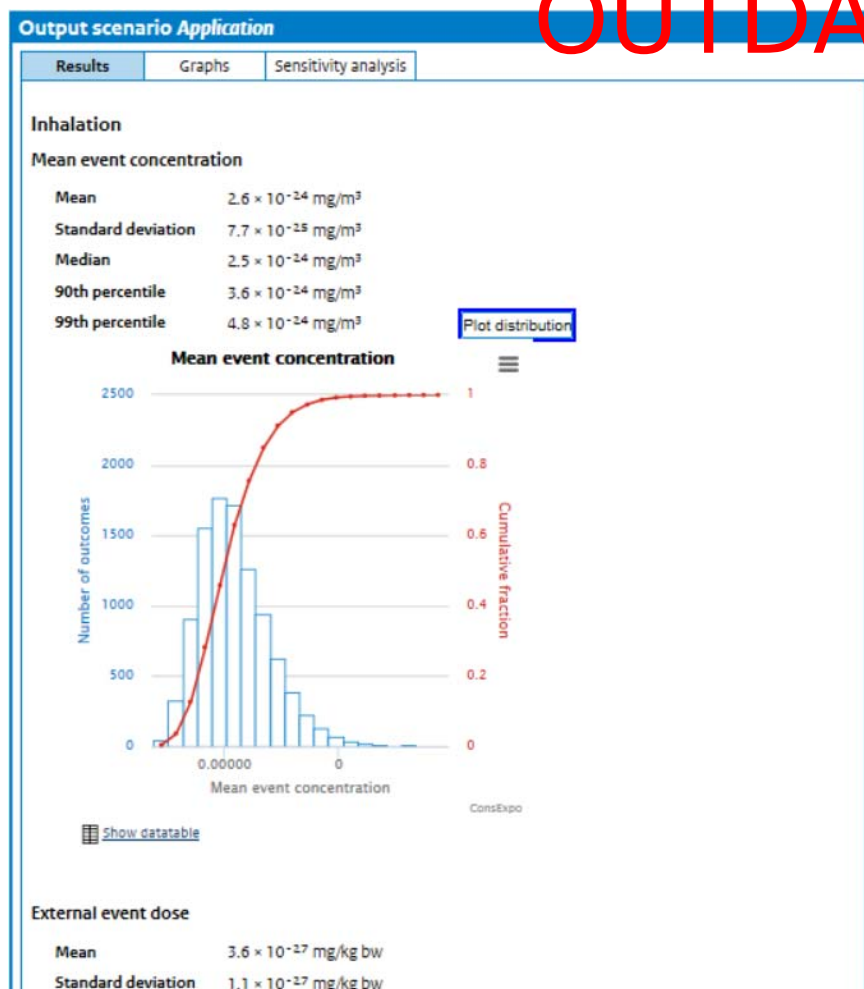 OUTDA
Output scenario Application
Results Graphs Sensitivity analysis
Inhalation
Mean event concentration
Mean 2.6 × 10⁻²⁴ mg/m³
Standard deviation 7.7 × 10⁻²⁵ mg/m³
Median 2.5 × 10⁻²⁴ mg/m³
90th percentile 3.6 × 10⁻²⁴ mg/m³
99th percentile 4.8 × 10⁻²⁴ mg/m³
Plot distribution
Mean event concentration
2500 1
2000 0.8
1500 0.6
1000 0.4
500 0.2
0 0
Number of outcomes
Cumulative fraction
0.00000 0
Mean event concentration
ConsExpo
Show datatable
External event dose
Mean 3.6 × 10⁻²⁷ mg/kg bw
Standard deviation 1.1 × 10⁻²⁷ mg/kg bw